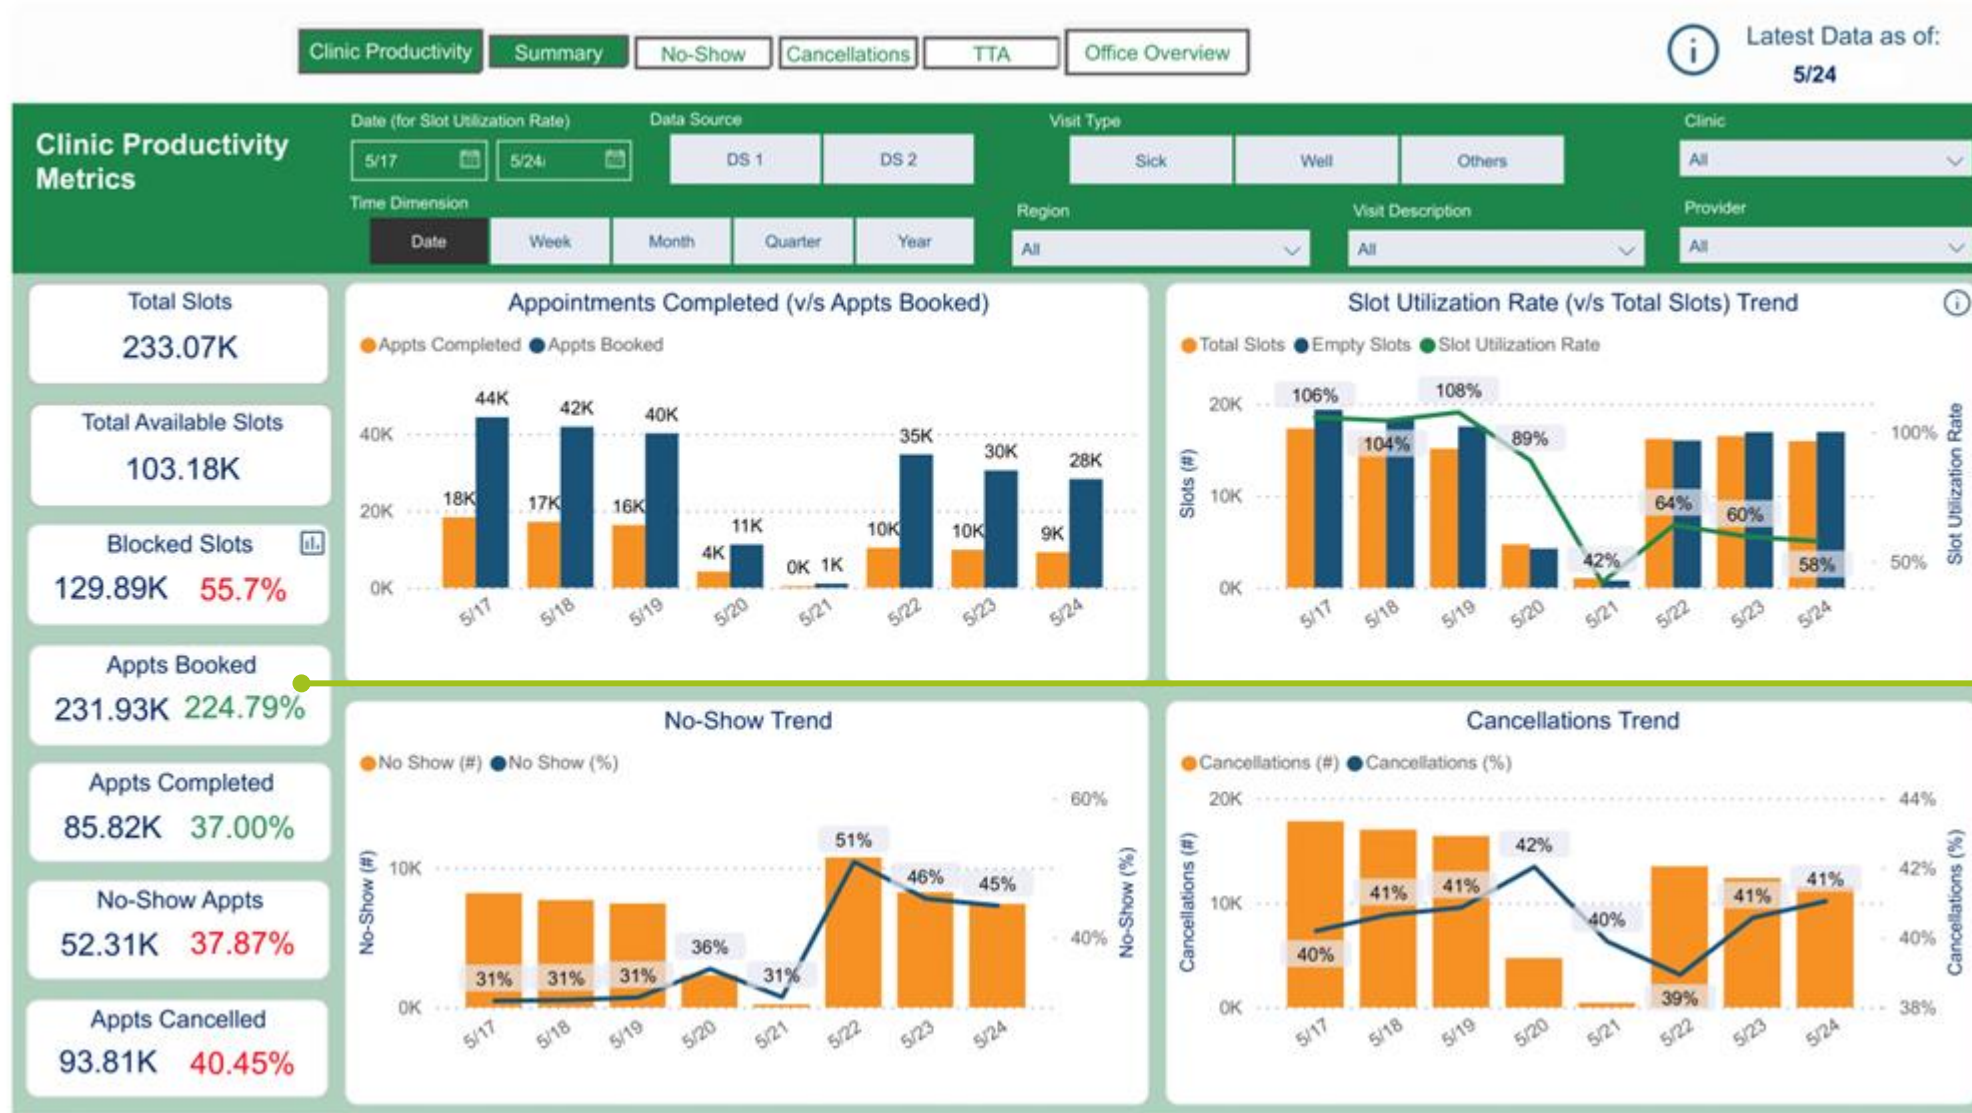 Clinic Productivity
Summary
No-Show
Cancellations
TTA
Office Overview
Latest Data as of:
5/24
Clinic Productivity
Metrics
Date (for Slot Utilization Rate)
5/17
5/24
Data Source
DS 1
DS 2
Visit Type
Sick
Well
Others
Clinic
All
Time Dimension
Date
Week
Month
Quarter
Year
Region
All
Visit Description
All
Provider
All
Total Slots
233.07K
Total Available Slots
103.18K
Blocked Slots
129.89K 55.7%
Appts Booked
231.93K 224.79%
Appts Completed
85.82K 37.00%
No-Show Appts
52.31K 37.87%
Appts Cancelled
93.81K 40.45%
Appointments Completed (v/s Appts Booked)
Appts Completed Appts Booked
40K
20K
0K
44K
42K
40K
35K
30K
28K
18K
17K
16K
4K
11K
0K
1K
10K
10K
9K
5/17
5/18
5/19
5/20
5/21
5/22
5/23
5/24
Slot Utilization Rate (v/s Total Slots) Trend
Total Slots Empty Slots Slot Utilization Rate
Slots (#)
20K
10K
0K
106%
104%
108%
89%
42%
64%
60%
58%
100%
50%
Slot Utilization Rate
5/17
5/18
5/19
5/20
5/21
5/22
5/23
5/24
No-Show Trend
No Show (#) No Show (%)
No-Show (#)
10K
0K
31%
31%
31%
36%
31%
51%
46%
45%
60%
40%
No-Show (%)
5/17
5/18
5/19
5/20
5/21
5/22
5/23
5/24
Cancellations Trend
Cancellations (#) Cancellations (%)
Cancellations (#)
20K
10K
0K
40%
41%
41%
42%
40%
39%
41%
41%
44%
42%
40%
38%
Cancellations (%)
5/17
5/18
5/19
5/20
5/21
5/22
5/23
5/24